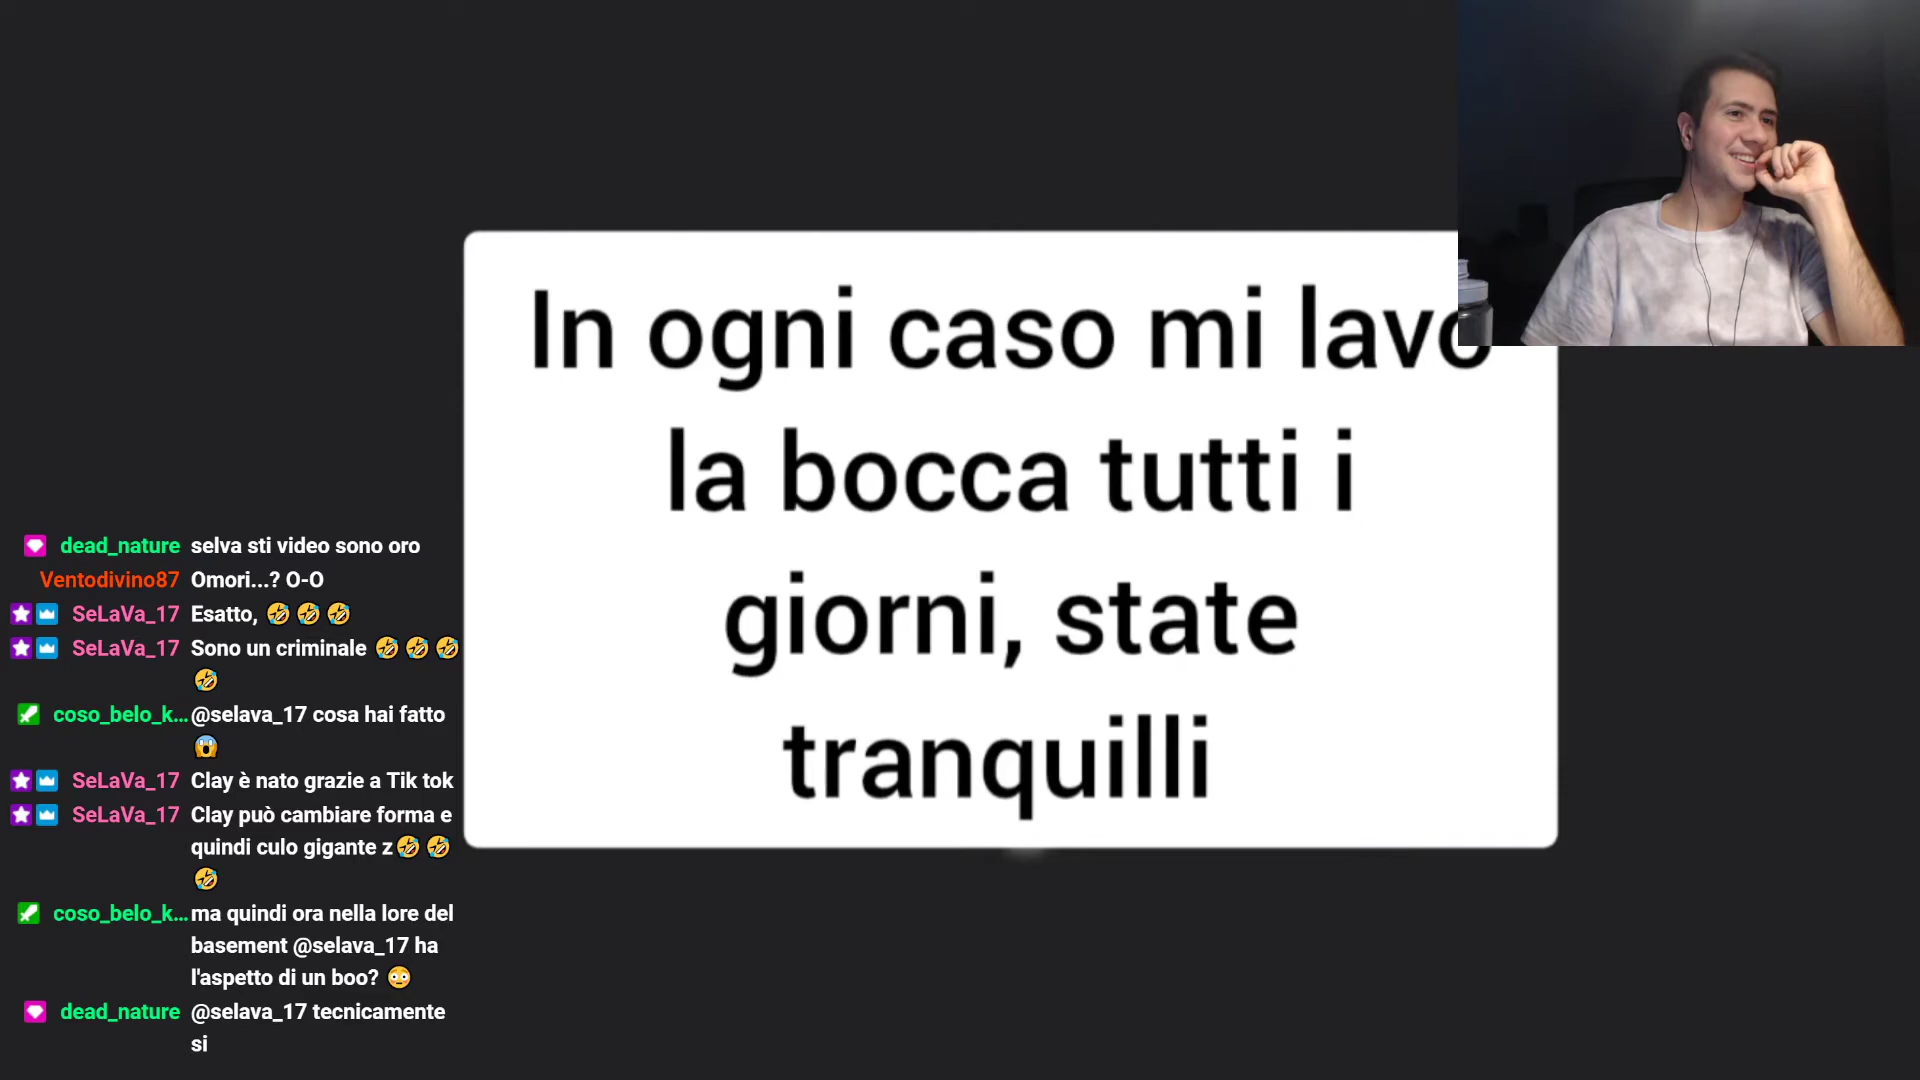 In ogni caso mi lavo
la bocca tutti i
giorni, state
tranquilli
dead_nature selva sti video sono oro
Ventodivino87 Omori...? O-O
SeLaVa_17 Esatto, 🤣 🤣 🤣
SeLaVa_17 Sono un criminale 🤣 🤣 🤣
🤣
coso_belo_k... @selava_17 cosa hai fatto
😱
SeLaVa_17 Clay è nato grazie a Tik tok
SeLaVa_17 Clay può cambiare forma e
quindi culo gigante z🤣 🤣
🤣
coso_belo_k... ma quindi ora nella lore del
basement @selava_17 ha
l'aspetto di un boo? 😳
dead_nature @selava_17 tecnicamente
si